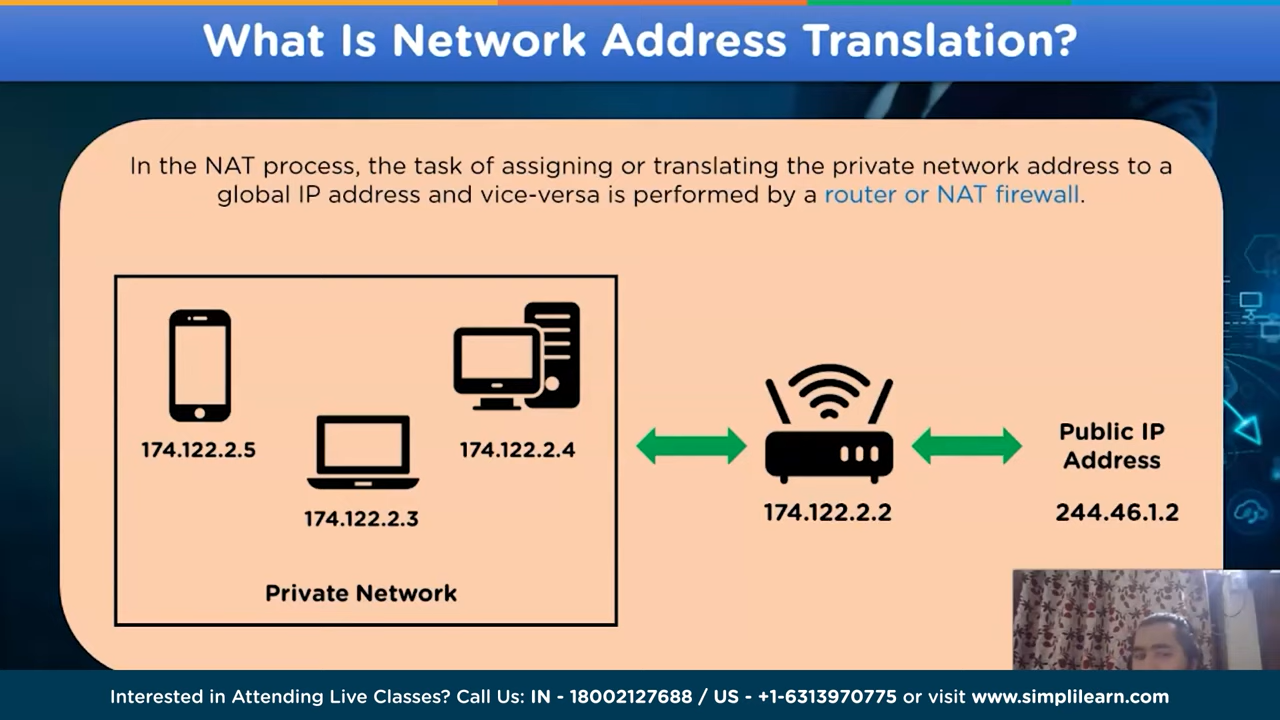 What Is Network Address Translation?
In the NAT process, the task of assigning or translating the private network address to a
global IP address and vice-versa is performed by a router or NAT firewall.
174.122.2.5
174.122.2.4
174.122.2.3
Private Network
174.122.2.2
Public IP
Address
244.46.1.2
Interested in Attending Live Classes? Call Us: IN - 18002127688 / US - +1-6313970775 or visit www.simplilearn.com